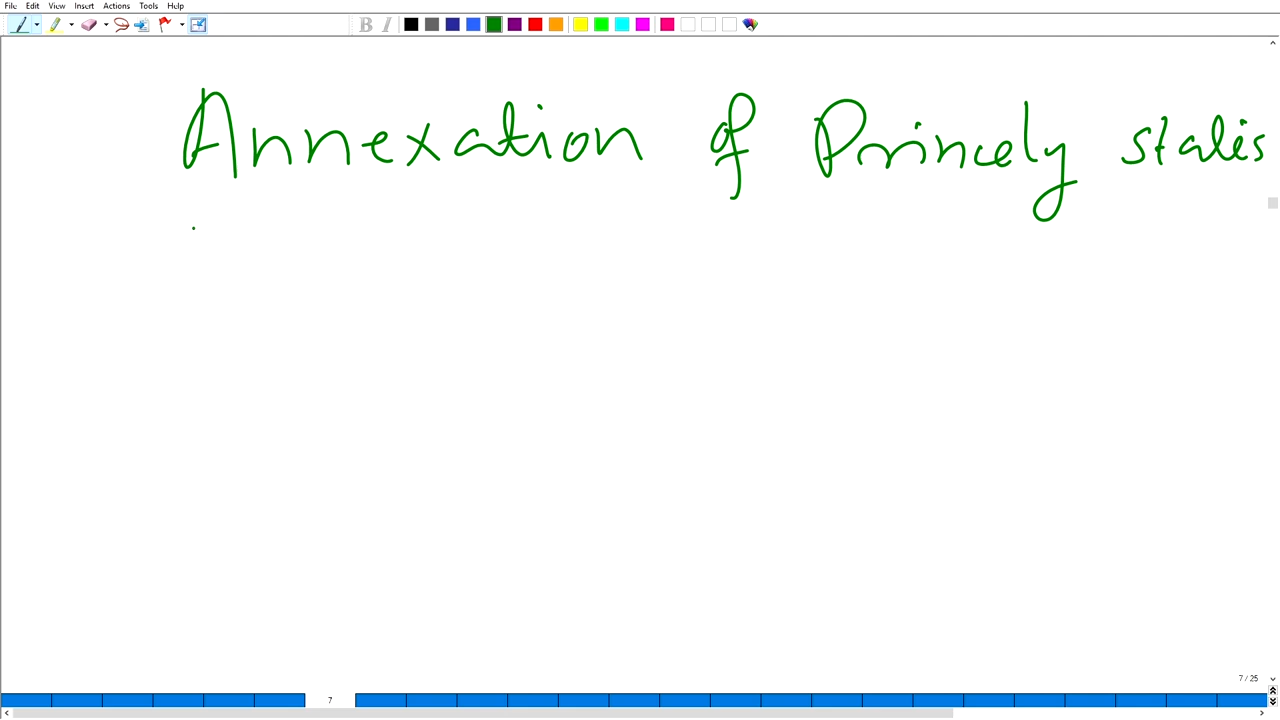 File Edit View Insert Actions Tools Help
B I
Annexation of Princely states
7 / 25
7